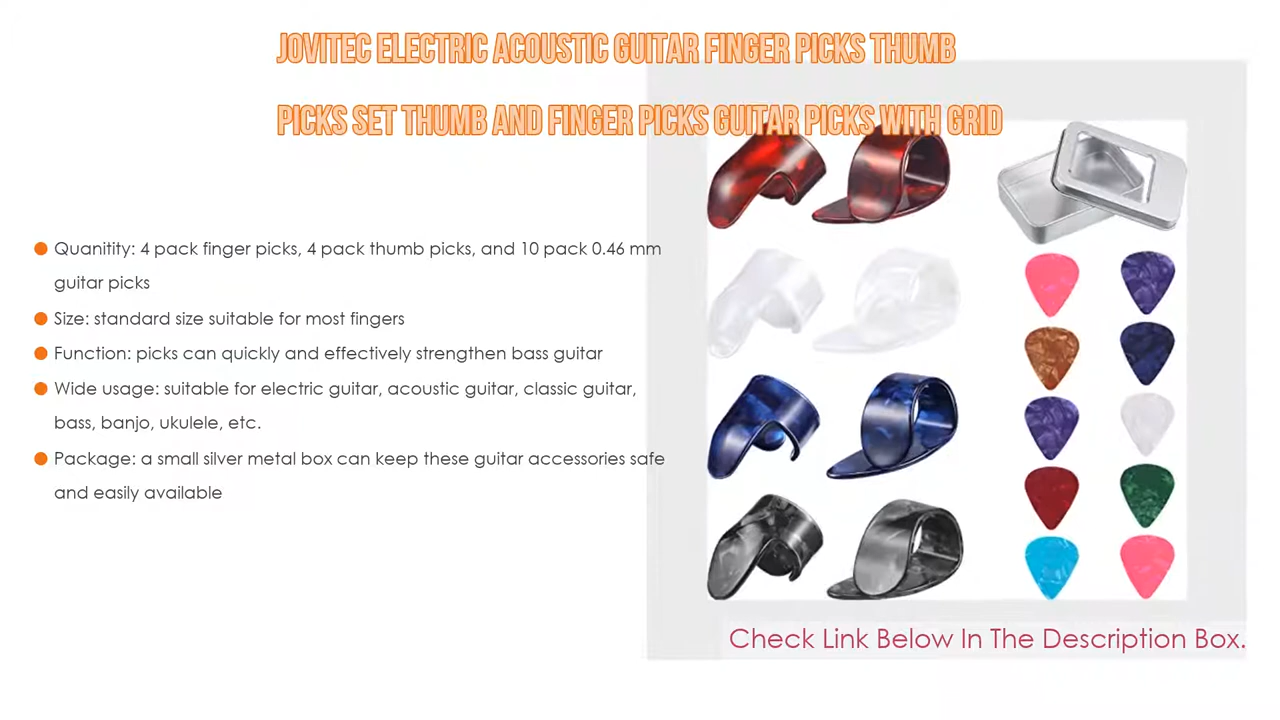 JOVITEC ELECTRIC ACOUSTIC GUITAR FINGER PICKS THUMB
PICKS SET THUMB AND FINGER PICKS GUITAR PICKS WITH GRID
Quanitity: 4 pack finger picks, 4 pack thumb picks, and 10 pack 0.46 mm
guitar picks
Size: standard size suitable for most fingers
Function: picks can quickly and effectively strengthen bass guitar
Wide usage: suitable for electric guitar, acoustic guitar, classic guitar,
bass, banjo, ukulele, etc.
Package: a small silver metal box can keep these guitar accessories safe
and easily available
Check Link Below In The Description Box.